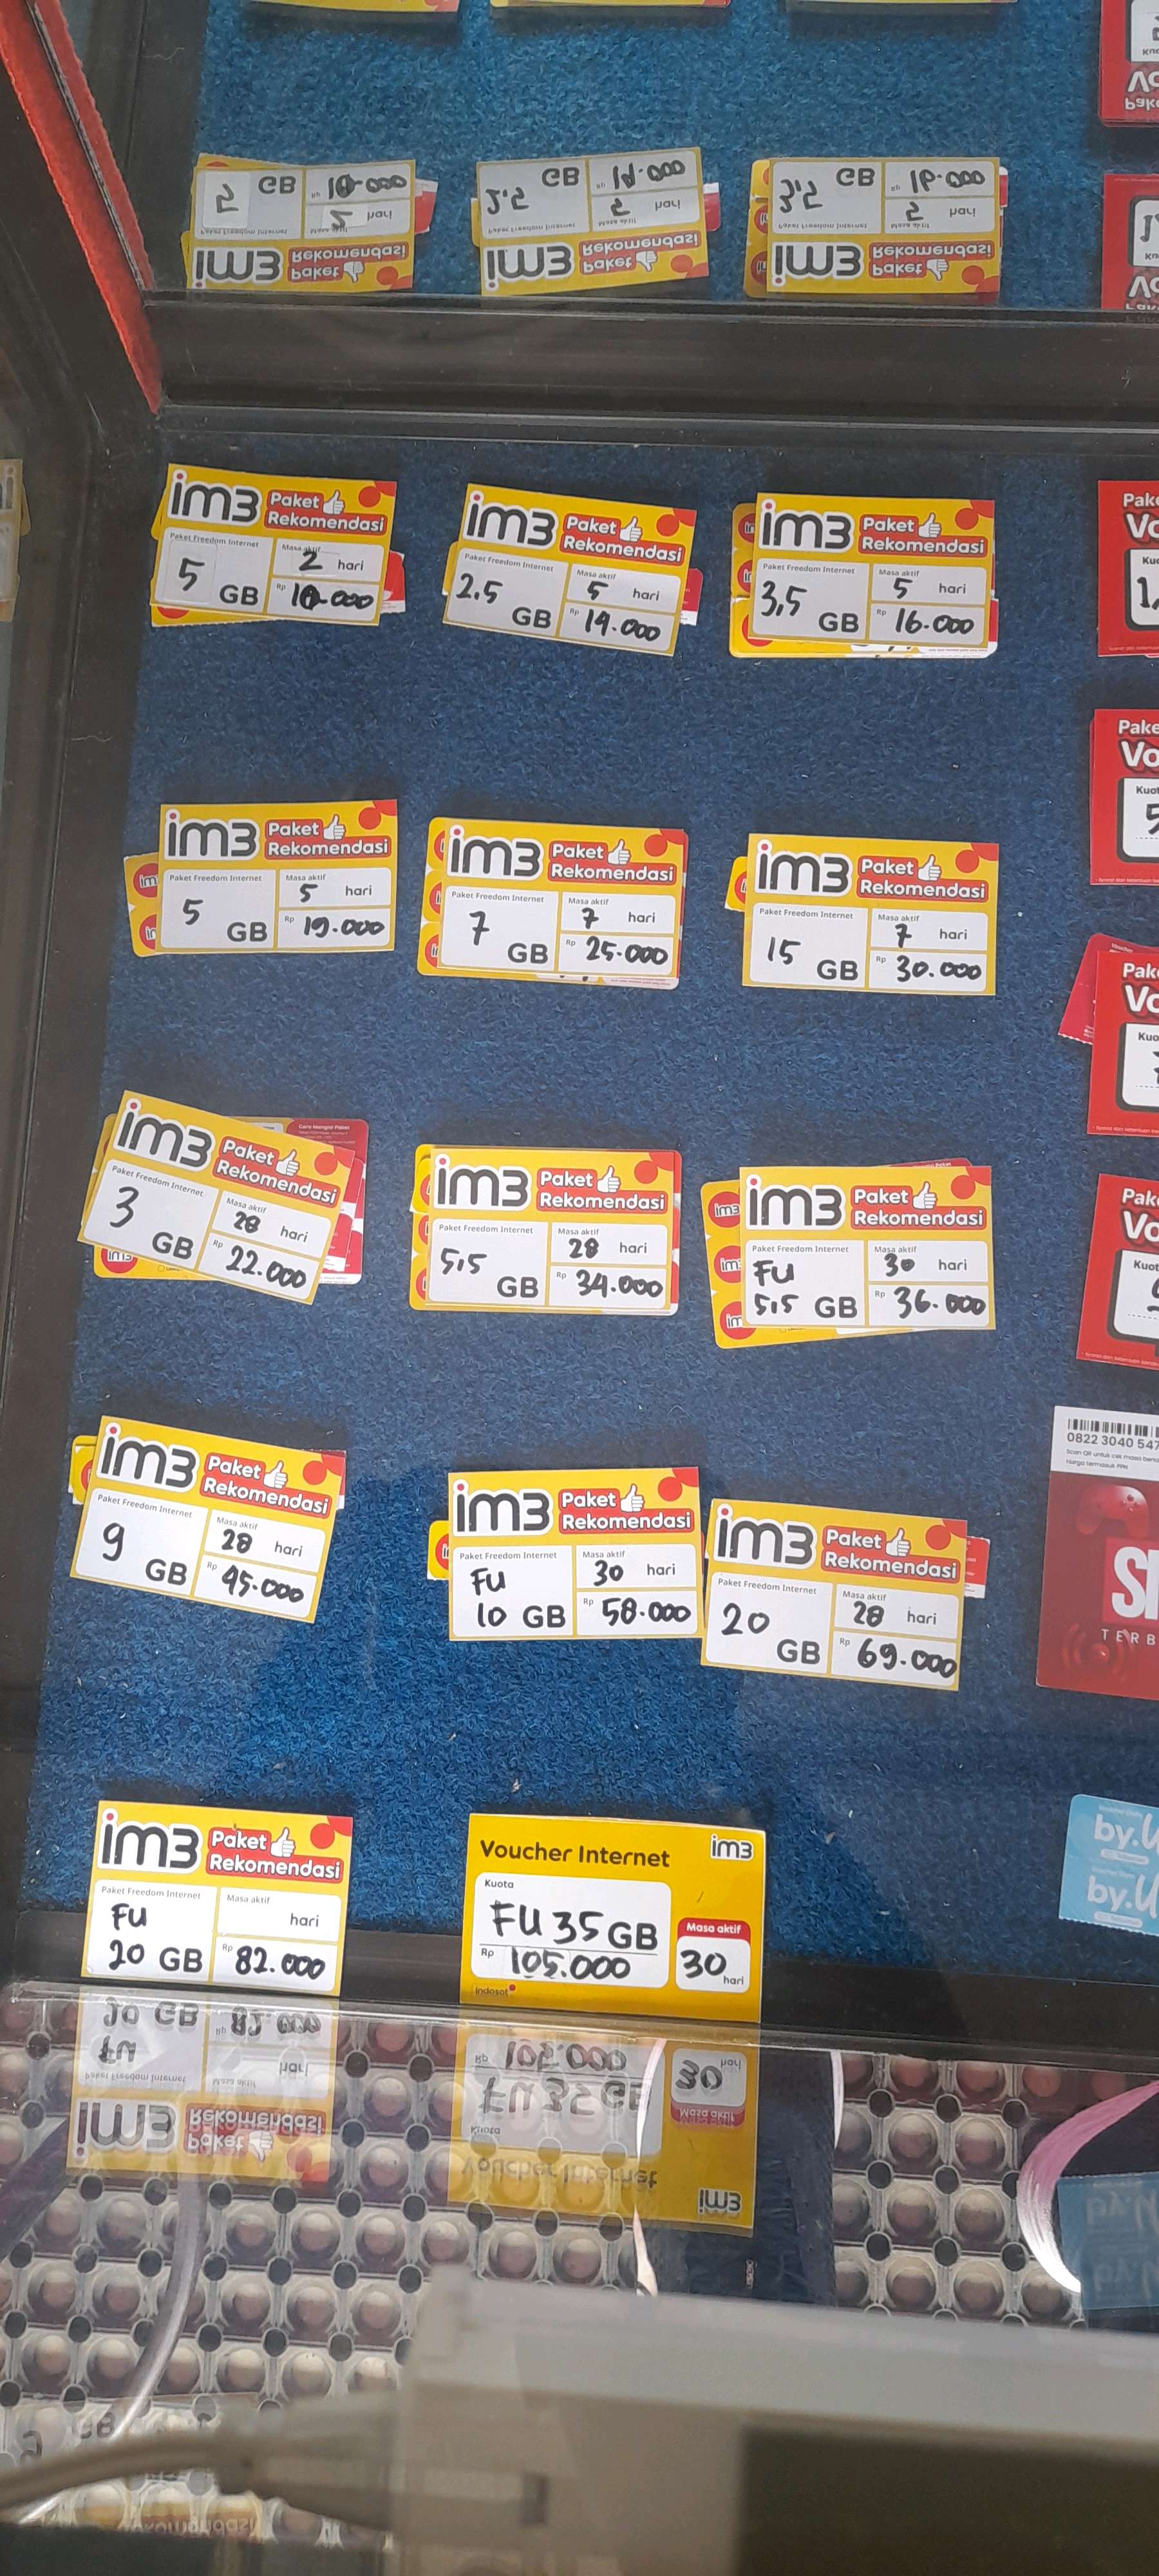 im3 Paket Rekomendasi
Paket Freedom Internet
5 GB
Masa aktif
2 hari
Rp 10.000
im3 Paket Rekomendasi
Paket Freedom Internet
2,5 GB
Masa aktif
5 hari
Rp 14.000
im3 Paket Rekomendasi
Paket Freedom Internet
3,5 GB
Masa aktif
5 hari
Rp 16.000
im3 Paket Rekomendasi
Paket Freedom Internet
5 GB
Masa aktif
5 hari
Rp 19.000
im3 Paket Rekomendasi
Paket Freedom Internet
7 GB
Masa aktif
7 hari
Rp 25.000
im3 Paket Rekomendasi
Paket Freedom Internet
15 GB
Masa aktif
7 hari
Rp 30.000
im3 Paket Rekomendasi
Paket Freedom Internet
3 GB
Masa aktif
28 hari
Rp 22.000
im3 Paket Rekomendasi
Paket Freedom Internet
5,5 GB
Masa aktif
28 hari
Rp 34.000
im3 Paket Rekomendasi
Paket Freedom Internet
FU
5,5 GB
Masa aktif
30 hari
Rp 36.000
im3 Paket Rekomendasi
Paket Freedom Internet
9 GB
Masa aktif
28 hari
Rp 45.000
im3 Paket Rekomendasi
Paket Freedom Internet
FU
10 GB
Masa aktif
30 hari
Rp 58.000
im3 Paket Rekomendasi
Paket Freedom Internet
20 GB
Masa aktif
28 hari
Rp 69.000
0822 3040 547
im3 Paket Rekomendasi
Paket Freedom Internet
FU
20 GB
Masa aktif
hari
Rp 82.000
Voucher Internet im3
Kuota
FU 35 GB
Rp 105.000
Masa aktif
30 hari
Indosat
by.U
by.U